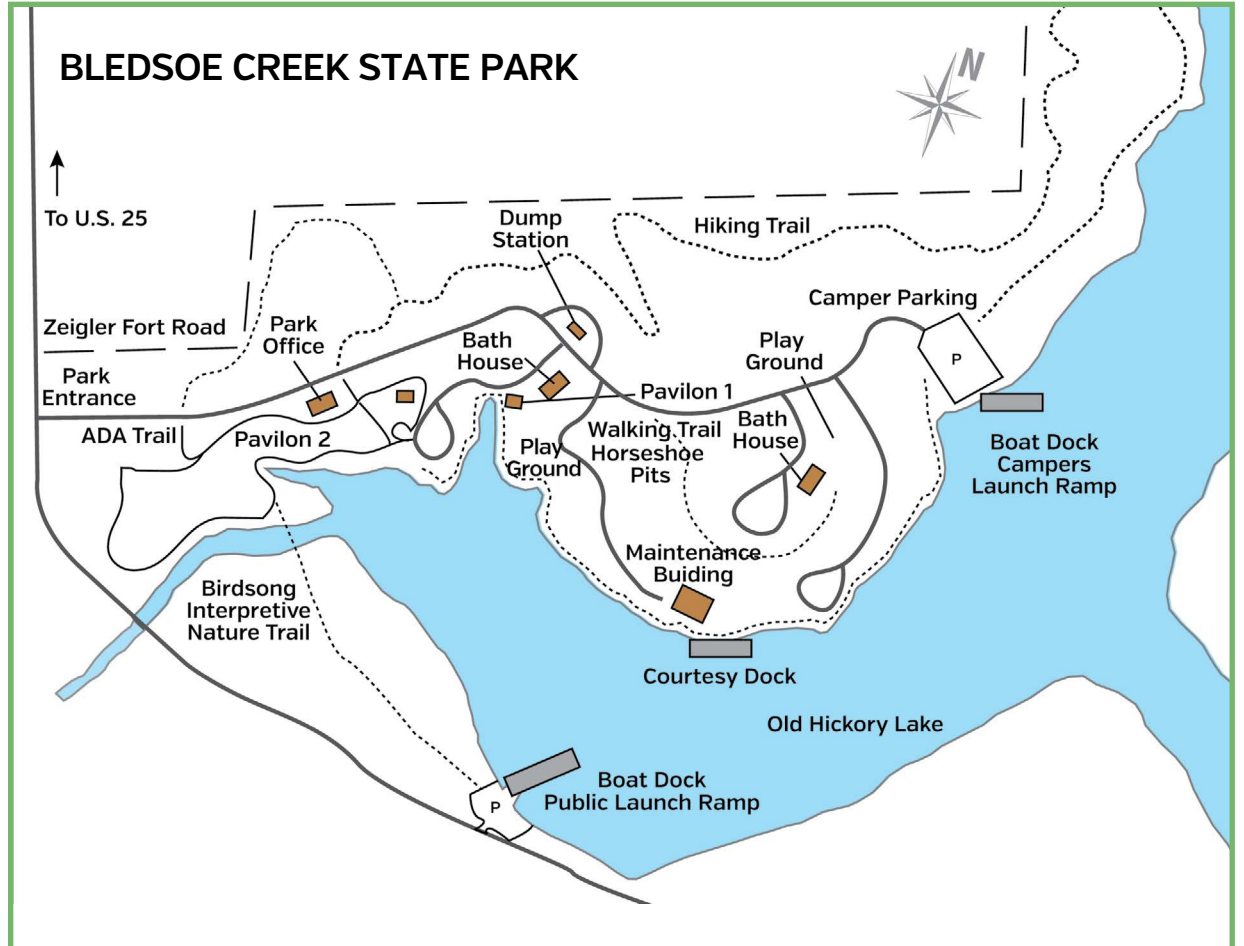 BLEDSOE CREEK STATE PARK
N
To U.S. 25
Dump
Station
Hiking Trail
Camper Parking
Zeigler Fort Road
Park
Office
Bath
House
Play
Ground
P
Park
Entrance
Pavilon 1
ADA Trail
Pavilon 2
Play
Ground
Walking Trail
Horseshoe
Pits
Bath
House
Boat Dock
Campers
Launch Ramp
Maintenance
Buiding
Birdsong
Interpretive
Nature Trail
Courtesy Dock
Old Hickory Lake
Boat Dock
Public Launch Ramp
P